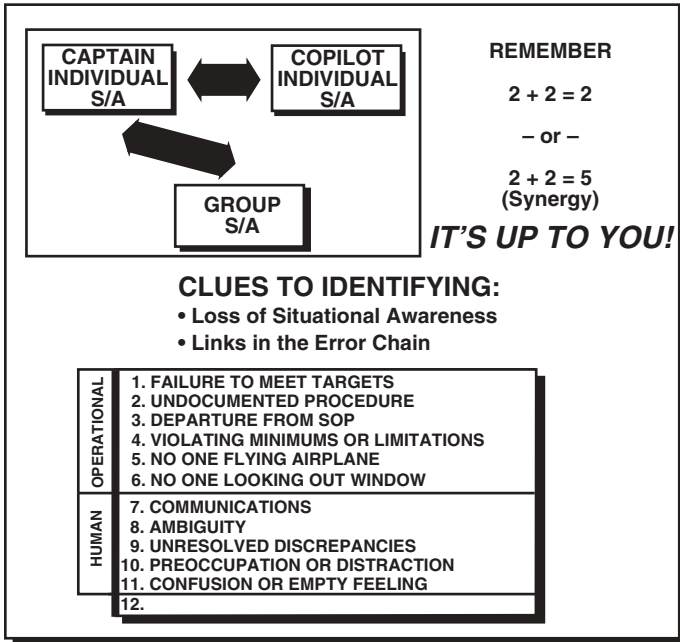 CAPTAIN
INDIVIDUAL
S/A
COPILOT
INDIVIDUAL
S/A
GROUP
S/A
REMEMBER
2 + 2 = 2
– or –
2 + 2 = 5
(Synergy)
IT'S UP TO YOU!
CLUES TO IDENTIFYING:
• Loss of Situational Awareness
• Links in the Error Chain
OPERATIONAL
1. FAILURE TO MEET TARGETS
2. UNDOCUMENTED PROCEDURE
3. DEPARTURE FROM SOP
4. VIOLATING MINIMUMS OR LIMITATIONS
5. NO ONE FLYING AIRPLANE
6. NO ONE LOOKING OUT WINDOW
HUMAN
7. COMMUNICATIONS
8. AMBIGUITY
9. UNRESOLVED DISCREPANCIES
10. PREOCCUPATION OR DISTRACTION
11. CONFUSION OR EMPTY FEELING
12.